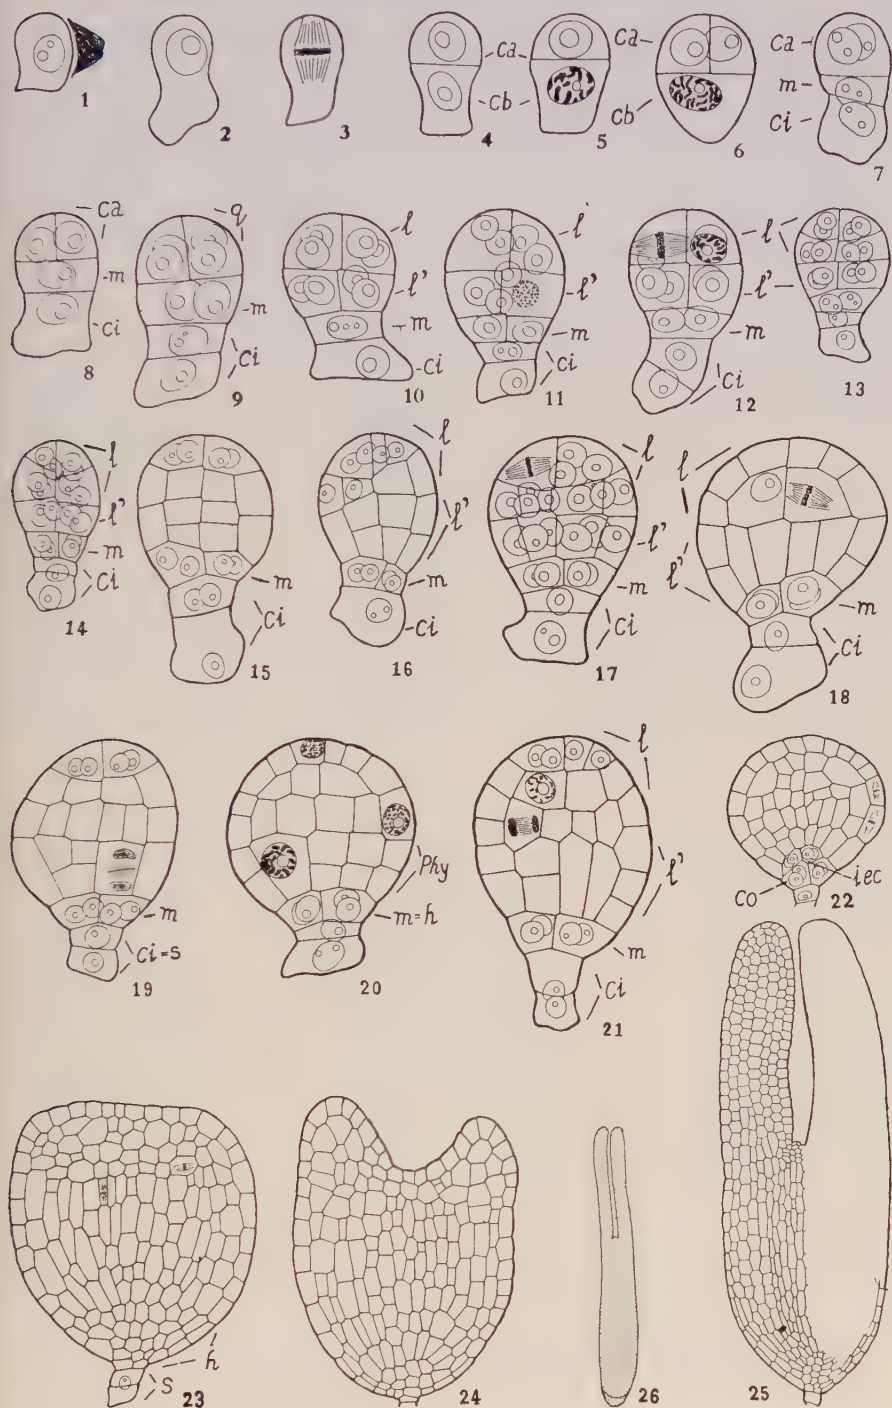 Ca Ca Ca
m
Cb Cb Ci
1 2 3 4 5 6 7
Ca q l l l
m m l' l' l'
Ci Ci m m m
Ci Ci Ci
8 9 10 11 12 13
l l l l
l' l' l' l'
m m m m m
Ci Ci Ci Ci Ci
14 15 16 17 18
l
Phy l'
m m=h m iec
Ci=s Ci co
19 20 21 22
h
S
23 24 26 25